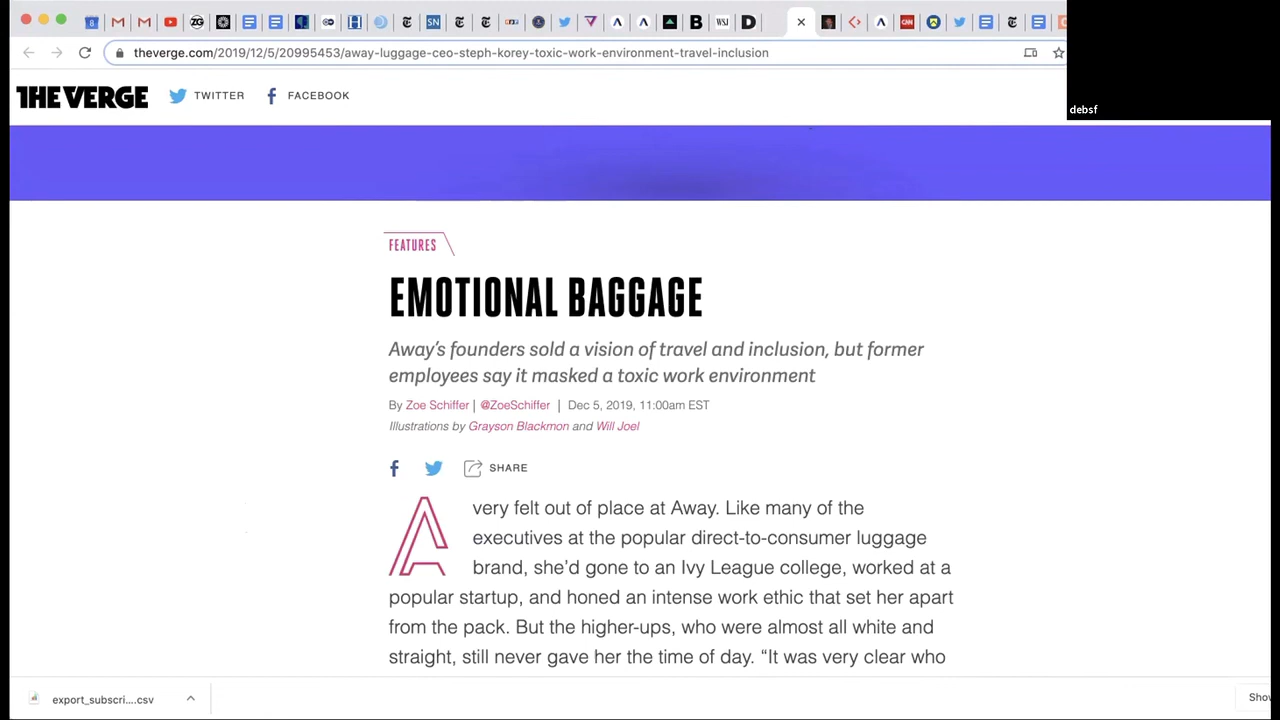 theverge.com/2019/12/5/20995453/away-luggage-ceo-steph-korey-toxic-work-environment-travel-inclusion
debsf
THE VERGE TWITTER FACEBOOK
FEATURES
EMOTIONAL BAGGAGE
Away's founders sold a vision of travel and inclusion, but former
employees say it masked a toxic work environment
By Zoe Schiffer | @ZoeSchiffer | Dec 5, 2019, 11:00am EST
Illustrations by Grayson Blackmon and Will Joel
SHARE
Avery felt out of place at Away. Like many of the
executives at the popular direct-to-consumer luggage
brand, she'd gone to an Ivy League college, worked at a
popular startup, and honed an intense work ethic that set her apart
from the pack. But the higher-ups, who were almost all white and
straight, still never gave her the time of day. “It was very clear who
export_subscri....csv
Show